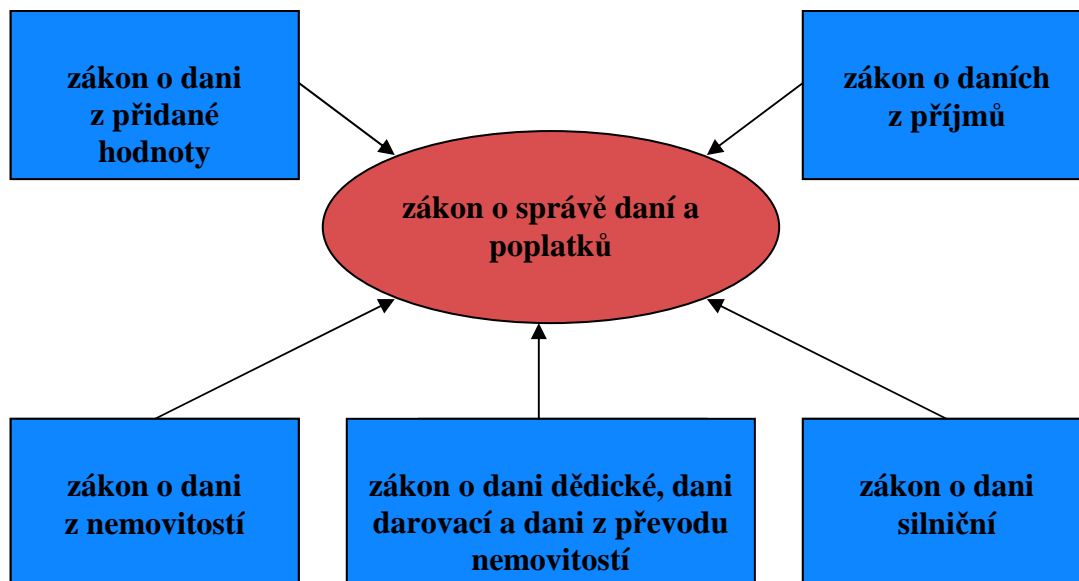 zákon o dani
z přidané
hodnoty
zákon o daních
z příjmů
zákon o správě daní a
poplatků
zákon o dani
z nemovitostí
zákon o dani dědické, dani
darovací a dani z převodu
nemovitostí
zákon o dani
silniční